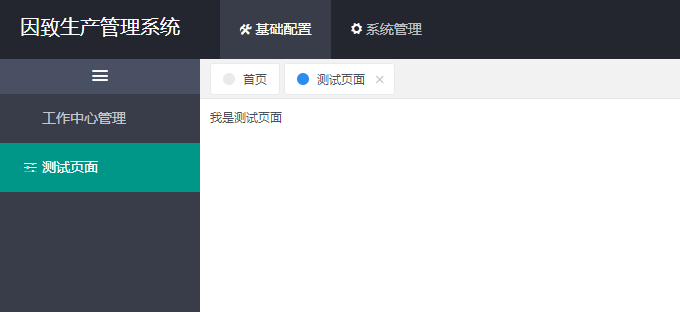 因致生产管理系统
基础配置
系统管理
首页
测试页面
工作中心管理
测试页面
我是测试页面